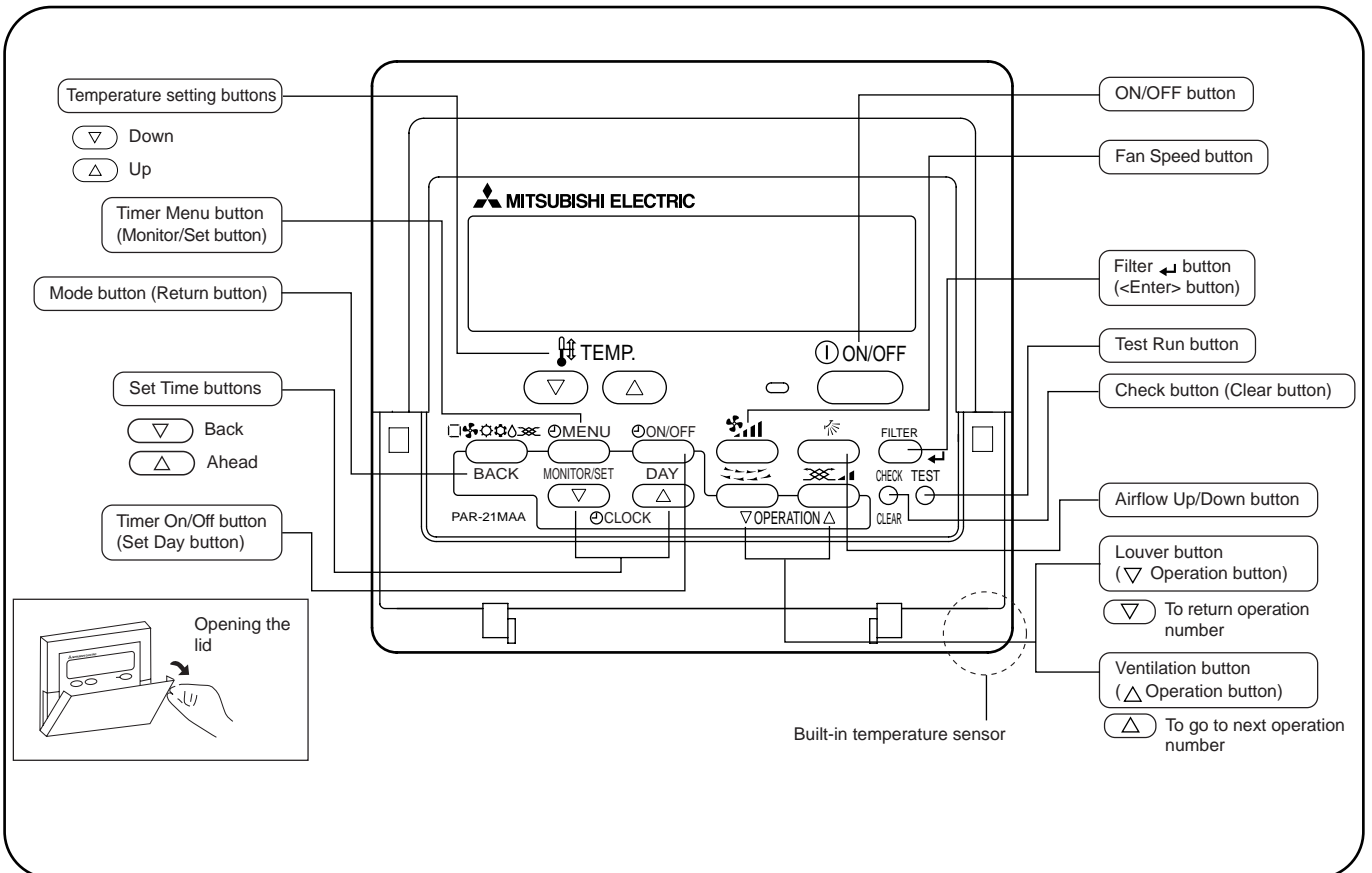 Temperature setting buttons
▽ Down
△ Up
Timer Menu button
(Monitor/Set button)
Mode button (Return button)
Set Time buttons
▽ Back
△ Ahead
Timer On/Off button
(Set Day button)
Opening the
lid
MITSUBISHI ELECTRIC
TEMP.
ON/OFF
▽ △
MENU ON/OFF FILTER
BACK MONITOR/SET DAY CHECK TEST
▽ △
PAR-21MAA CLOCK ▽ OPERATION △ CLEAR
ON/OFF button
Fan Speed button
Filter ↵ button
(<Enter> button)
Test Run button
Check button (Clear button)
Airflow Up/Down button
Louver button
(▽ Operation button)
▽ To return operation
number
Ventilation button
(△ Operation button)
△ To go to next operation
number
Built-in temperature sensor